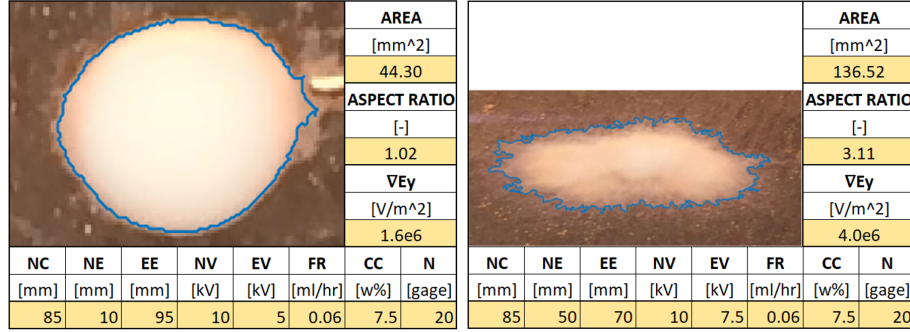 AREA
[mm^2]
44.30
ASPECT RATIO
[-]
1.02
∇Ey
[V/m^2]
1.6e6
NC NE EE NV EV FR CC N
[mm] [mm] [mm] [kV] [kV] [ml/hr] [w%] [gage]
85 10 95 10 5 0.06 7.5 20
AREA
[mm^2]
136.52
ASPECT RATIO
[-]
3.11
∇Ey
[V/m^2]
4.0e6
NC NE EE NV EV FR CC N
[mm] [mm] [mm] [kV] [kV] [ml/hr] [w%] [gage]
85 50 70 10 7.5 0.06 7.5 20